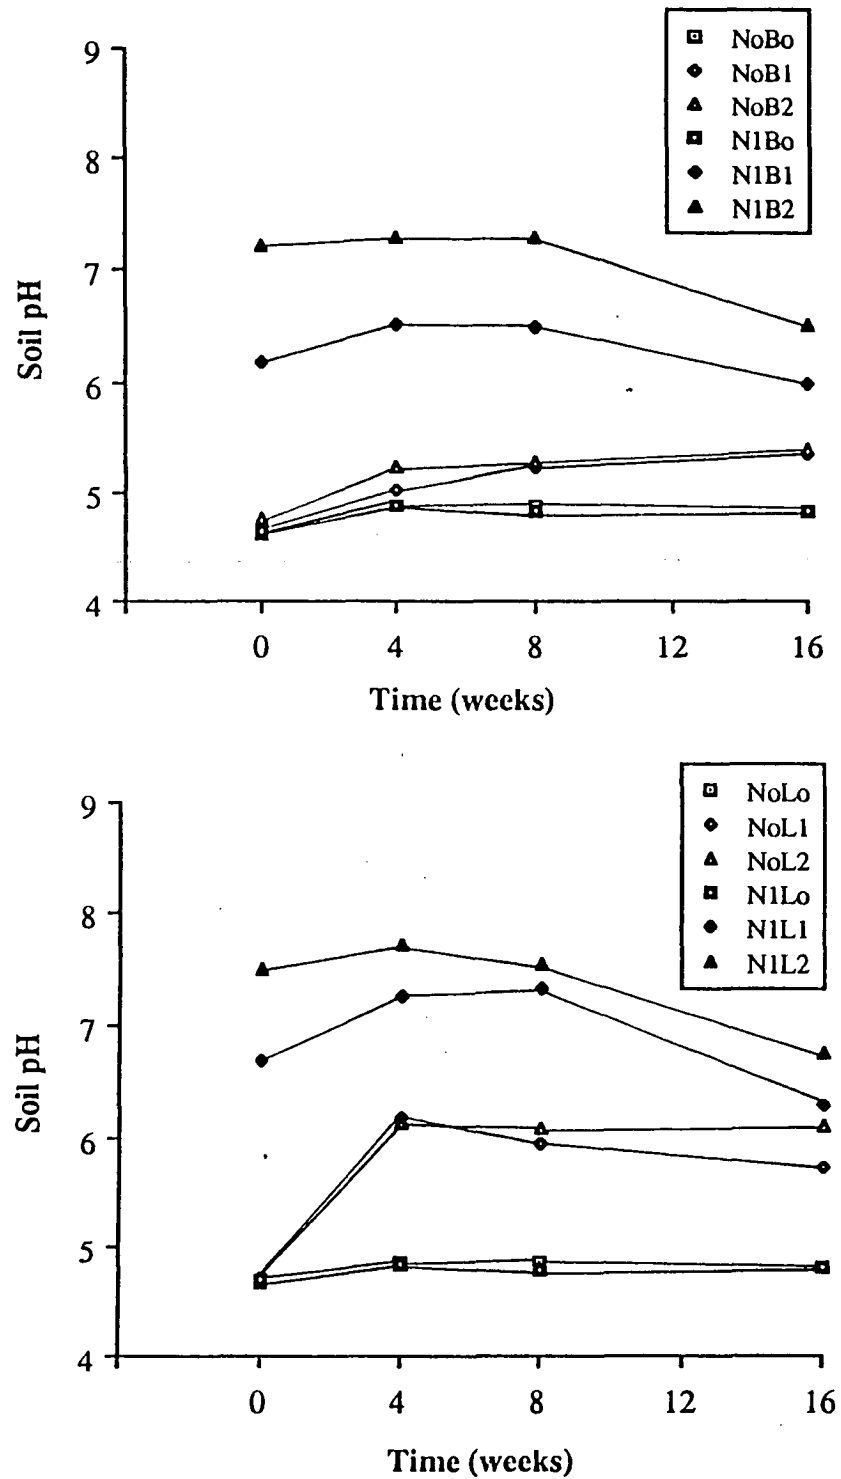 NoBo
NoB1
NoB2
N1Bo
N1B1
N1B2
9
8
7
6
5
4
Soil pH
0 4 8 12 16
Time (weeks)
NoLo
NoL1
NoL2
N1Lo
N1L1
N1L2
9
8
7
6
5
4
Soil pH
0 4 8 12 16
Time (weeks)